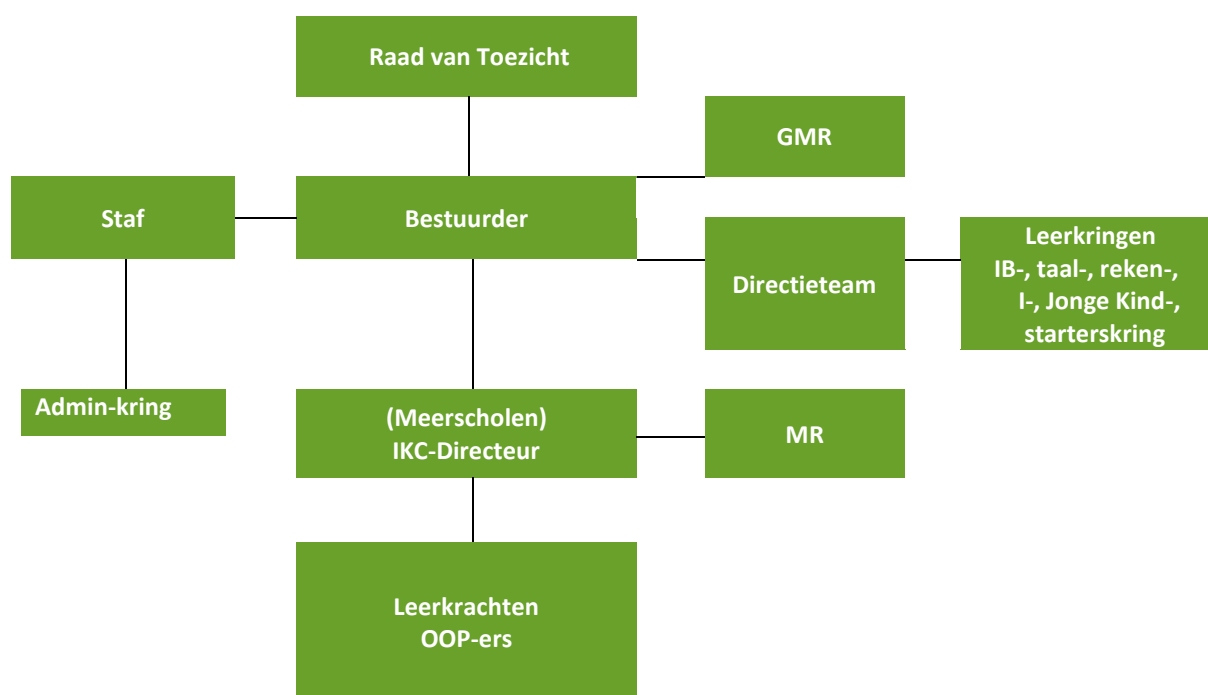 Raad van Toezicht
GMR
Staf
Bestuurder
Directieteam
Leerkringen
IB-, taal-, reken-,
I-, Jonge Kind-,
starterskring
Admin-kring
(Meerscholen)
IKC-Directeur
MR
Leerkrachten
OOP-ers